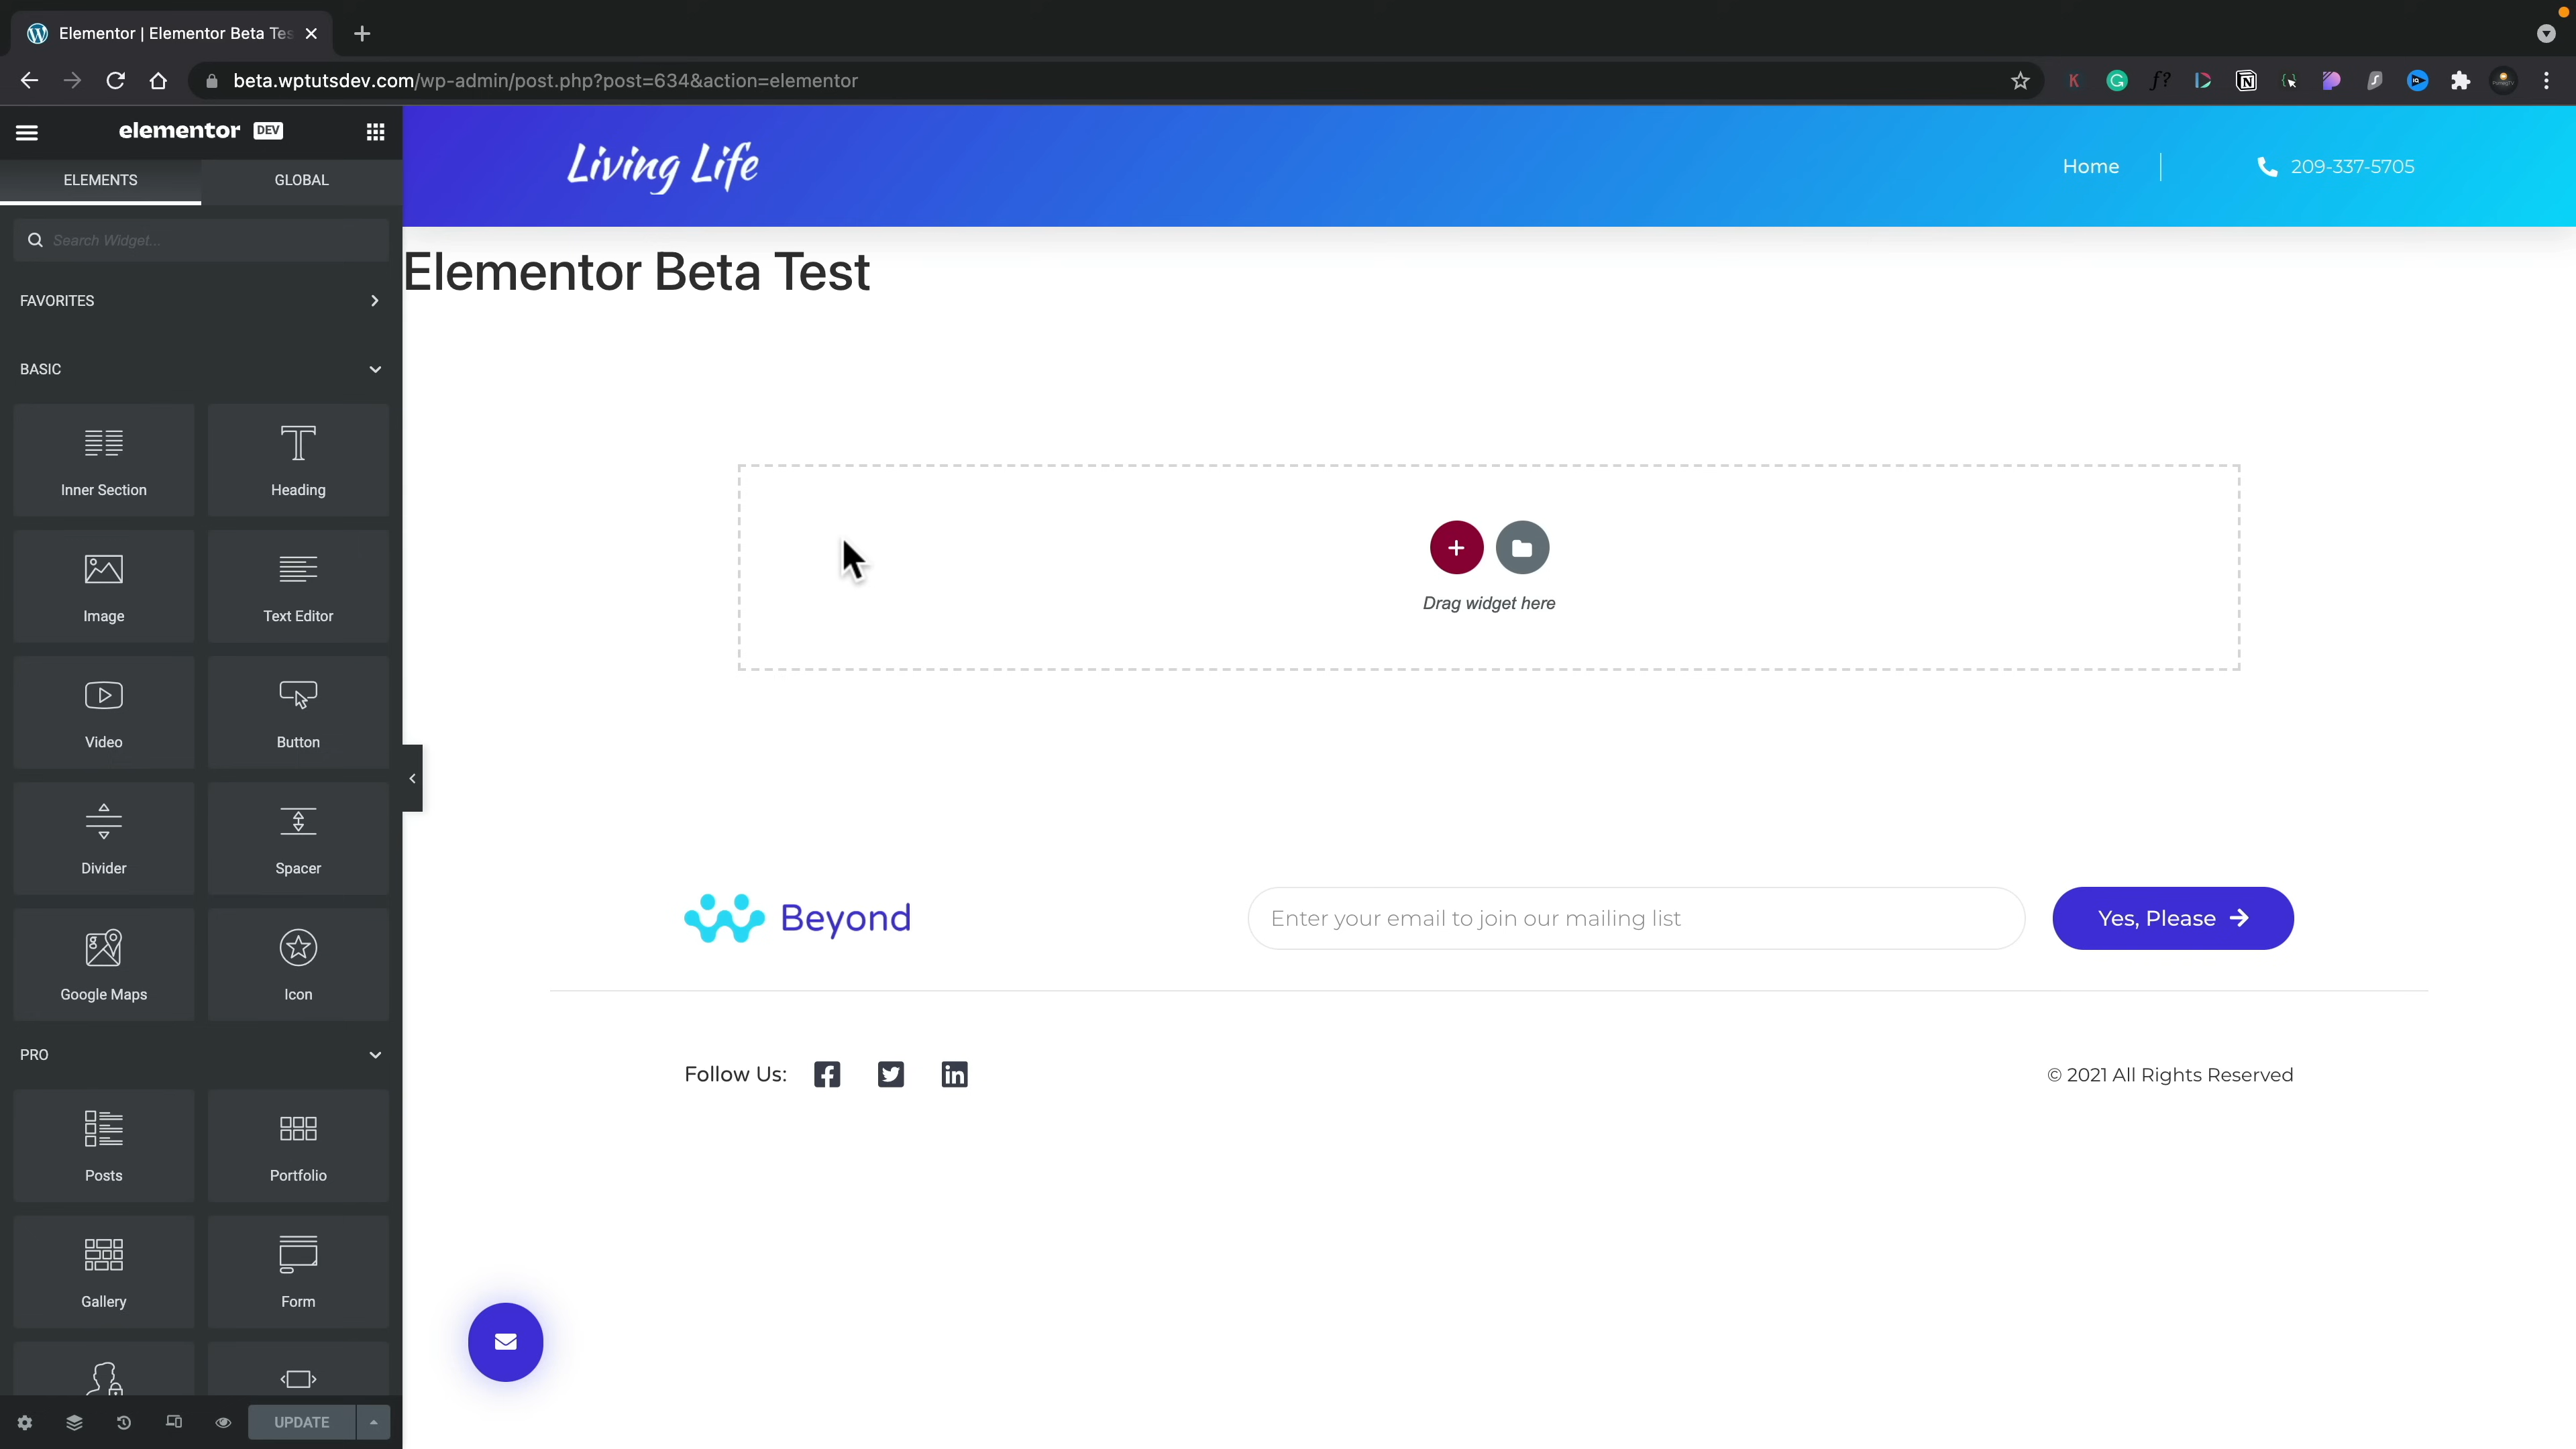 Elementor | Elementor Beta Tes
beta.wptutsdev.com/wp-admin/post.php?post=634&action=elementor
elementor DEV
ELEMENTS
GLOBAL
Search Widget...
FAVORITES
BASIC
Inner Section
Heading
Image
Text Editor
Video
Button
Divider
Spacer
Google Maps
Icon
PRO
Posts
Portfolio
Gallery
Form
UPDATE
Living Life
Home
209-337-5705
Elementor Beta Test
Drag widget here
Beyond
Enter your email to join our mailing list
Yes, Please
Follow Us:
© 2021 All Rights Reserved